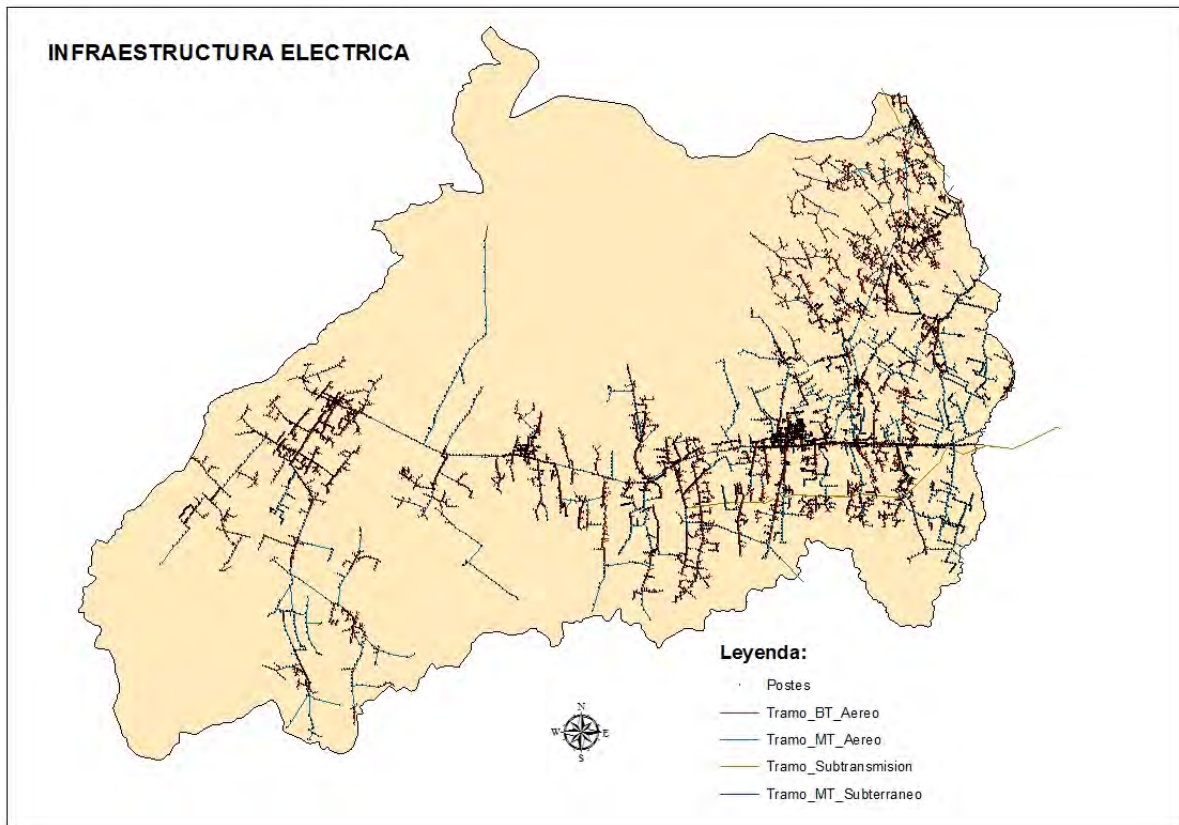 INFRAESTRUCTURA ELECTRICA
Leyenda:
Postes
Tramo_BT_Aereo
Tramo_MT_Aereo
Tramo_Subtransmision
Tramo_MT_Subterraneo
N
W E
S